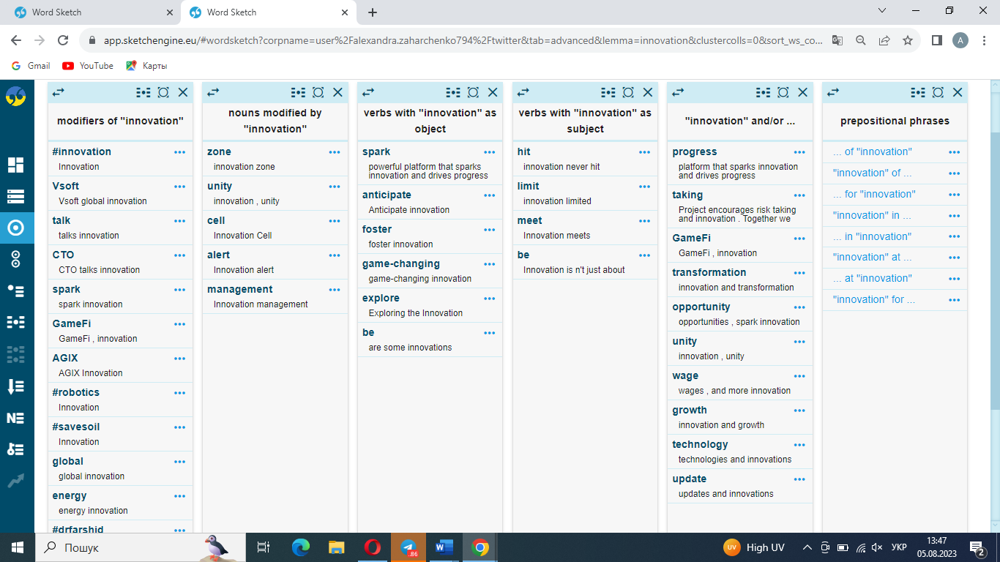 Word Sketch
Word Sketch
app.sketchengine.eu/#wordsketch?corpname=user%2Falexandra.zaharchenko794%2Ftwitter&tab=advanced&lemma=innovation&clustercolls=0&sort_ws_co...
A
Gmail
YouTube
Карты
modifiers of "innovation"
#innovation
Innovation
Vsoft
Vsoft global innovation
talk
talks innovation
CTO
CTO talks innovation
spark
spark innovation
GameFi
GameFi , innovation
AGIX
AGIX Innovation
#robotics
Innovation
#savesoil
Innovation
global
global innovation
energy
energy innovation
#drfarshid
nouns modified by
"innovation"
zone
innovation zone
unity
innovation , unity
cell
Innovation Cell
alert
Innovation alert
management
Innovation management
verbs with "innovation" as
object
spark
powerful platform that sparks
innovation and drives progress
anticipate
Anticipate innovation
foster
foster innovation
game-changing
game-changing innovation
explore
Exploring the Innovation
be
are some innovations
verbs with "innovation" as
subject
hit
innovation never hit
limit
innovation limited
meet
Innovation meets
be
Innovation is n't just about
"innovation" and/or ...
progress
platform that sparks innovation
and drives progress
taking
Project encourages risk taking
and innovation . Together we
GameFi
GameFi , innovation
transformation
innovation and transformation
opportunity
opportunities , spark innovation
unity
innovation , unity
wage
wages , and more innovation
growth
innovation and growth
technology
technologies and innovations
update
updates and innovations
prepositional phrases
... of "innovation"
"innovation" of ...
... for "innovation"
"innovation" in ...
... in "innovation"
"innovation" at ...
... at "innovation"
"innovation" for ...
Пошук
86
UV
High UV
УКР
13:47
05.08.2023
2